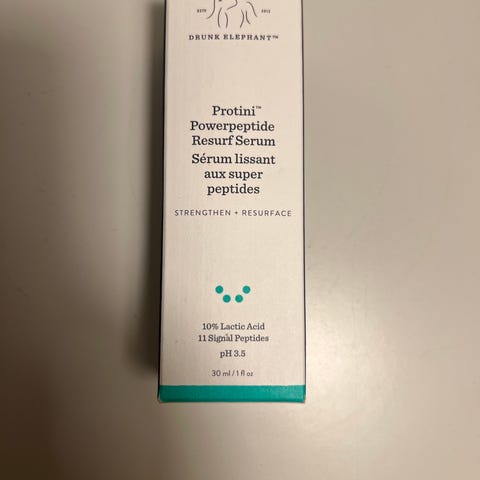 ESTD 2012
DRUNK ELEPHANT™
Protini™
Powerpeptide
Resurf Serum
Sérum lissant
aux super
peptides
STRENGTHEN + RESURFACE
10% Lactic Acid
11 Signal Peptides
pH 3.5
30 ml / 1 fl oz